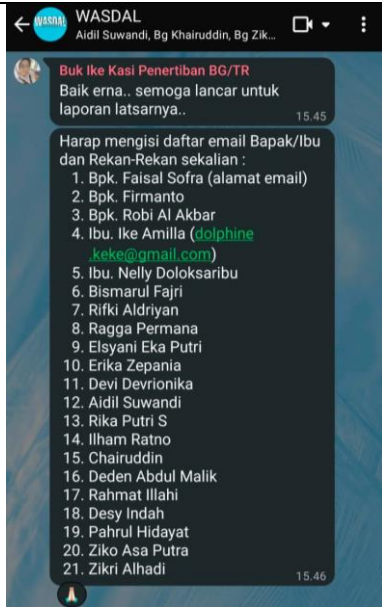 WASDAL
Aidil Suwandi, Bg Khairuddin, Bg Zik...
WASDAL
Buk Ike Kasi Penertiban BG/TR
Baik erna.. semoga lancar untuk
laporan latsarnya..
15.45
Harap mengisi daftar email Bapak/Ibu
dan Rekan-Rekan sekalian :
1. Bpk. Faisal Sofra (alamat email)
2. Bpk. Firmanto
3. Bpk. Robi Al Akbar
4. Ibu. Ike Amilla (dolphine
.keke@gmail.com)
5. Ibu. Nelly Doloksaribu
6. Bismarul Fajri
7. Rifki Aldriyan
8. Ragga Permana
9. Elsyani Eka Putri
10. Erika Zepania
11. Devi Devrionika
12. Aidil Suwandi
13. Rika Putri S
14. Ilham Ratno
15. Chairuddin
16. Deden Abdul Malik
17. Rahmat Illahi
18. Desy Indah
19. Pahrul Hidayat
20. Ziko Asa Putra
21. Zikri Alhadi
15.46